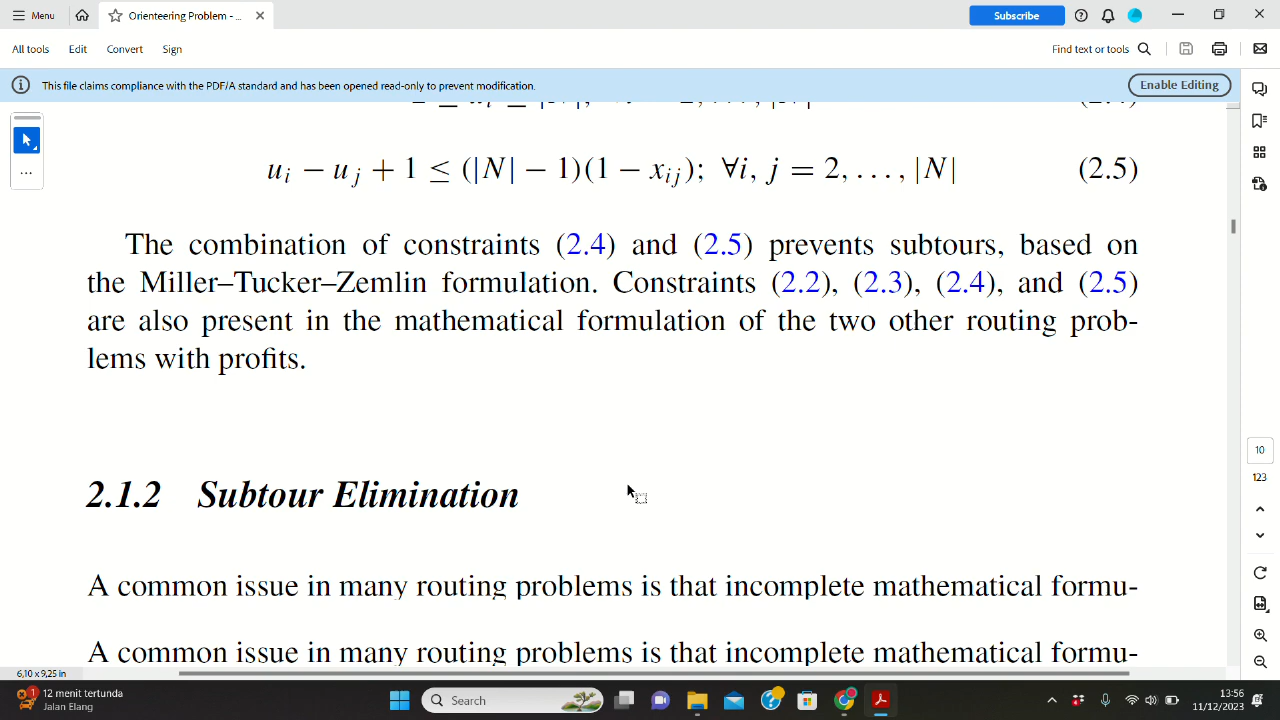 Menu Orienteering Problem - ... Subscribe
All tools Edit Convert Sign Find text or tools
This file claims compliance with the PDF/A standard and has been opened read-only to prevent modification. Enable Editing
u_i − u_j + 1 ≤ (|N| − 1)(1 − x_ij); ∀i, j = 2, . . . , |N| (2.5)
The combination of constraints (2.4) and (2.5) prevents subtours, based on
the Miller–Tucker–Zemlin formulation. Constraints (2.2), (2.3), (2.4), and (2.5)
are also present in the mathematical formulation of the two other routing prob-
lems with profits.
10
123
2.1.2 Subtour Elimination
A common issue in many routing problems is that incomplete mathematical formu-
A common issue in many routing problems is that incomplete mathematical formu-
6,10 x 9,25 in
1 12 menit tertunda
Jalan Elang
Search
13:56
11/12/2023